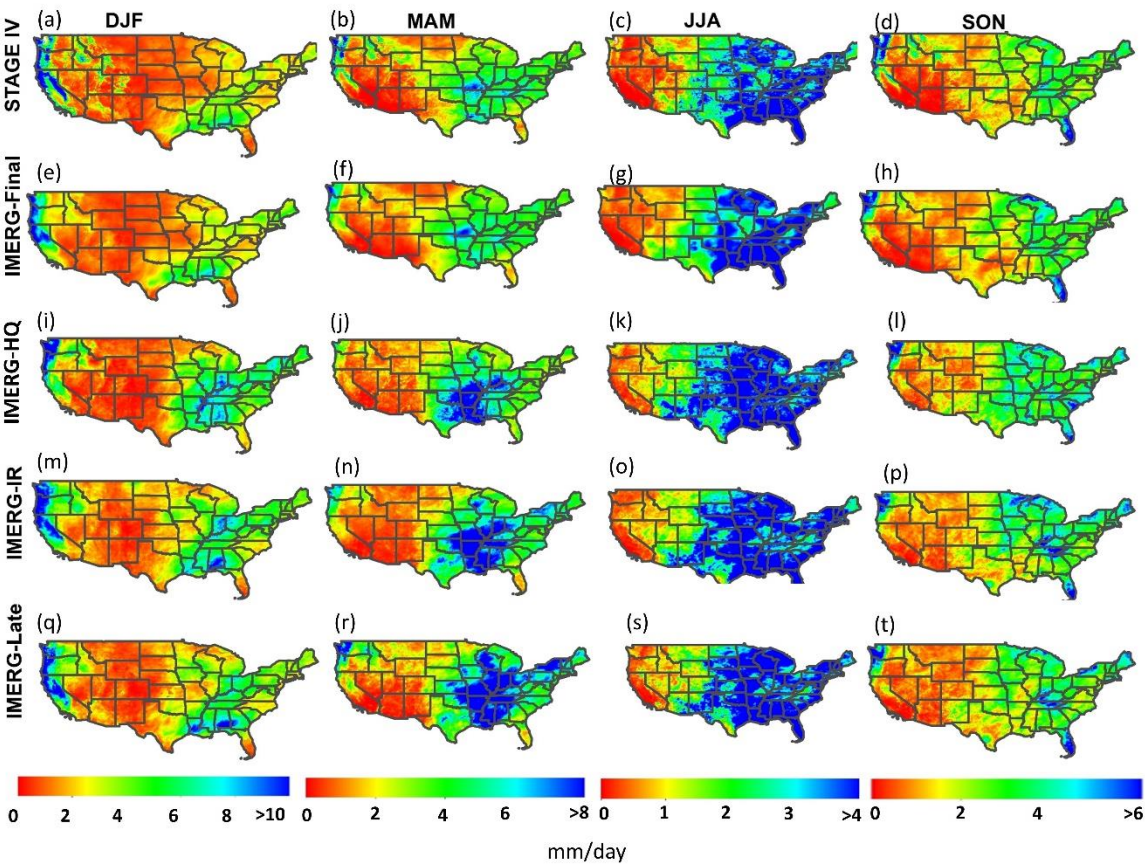 (a) DJF (b) MAM (c) JJA (d) SON
STAGE IV
(e) (f) (g) (h)
IMERG-Final
(i) (j) (k) (l)
IMERG-HQ
(m) (n) (o) (p)
IMERG-IR
(q) (r) (s) (t)
IMERG-Late
0 2 4 6 8 >10 0 2 4 6 >8 0 1 2 3 >4 0 2 4 >6
mm/day